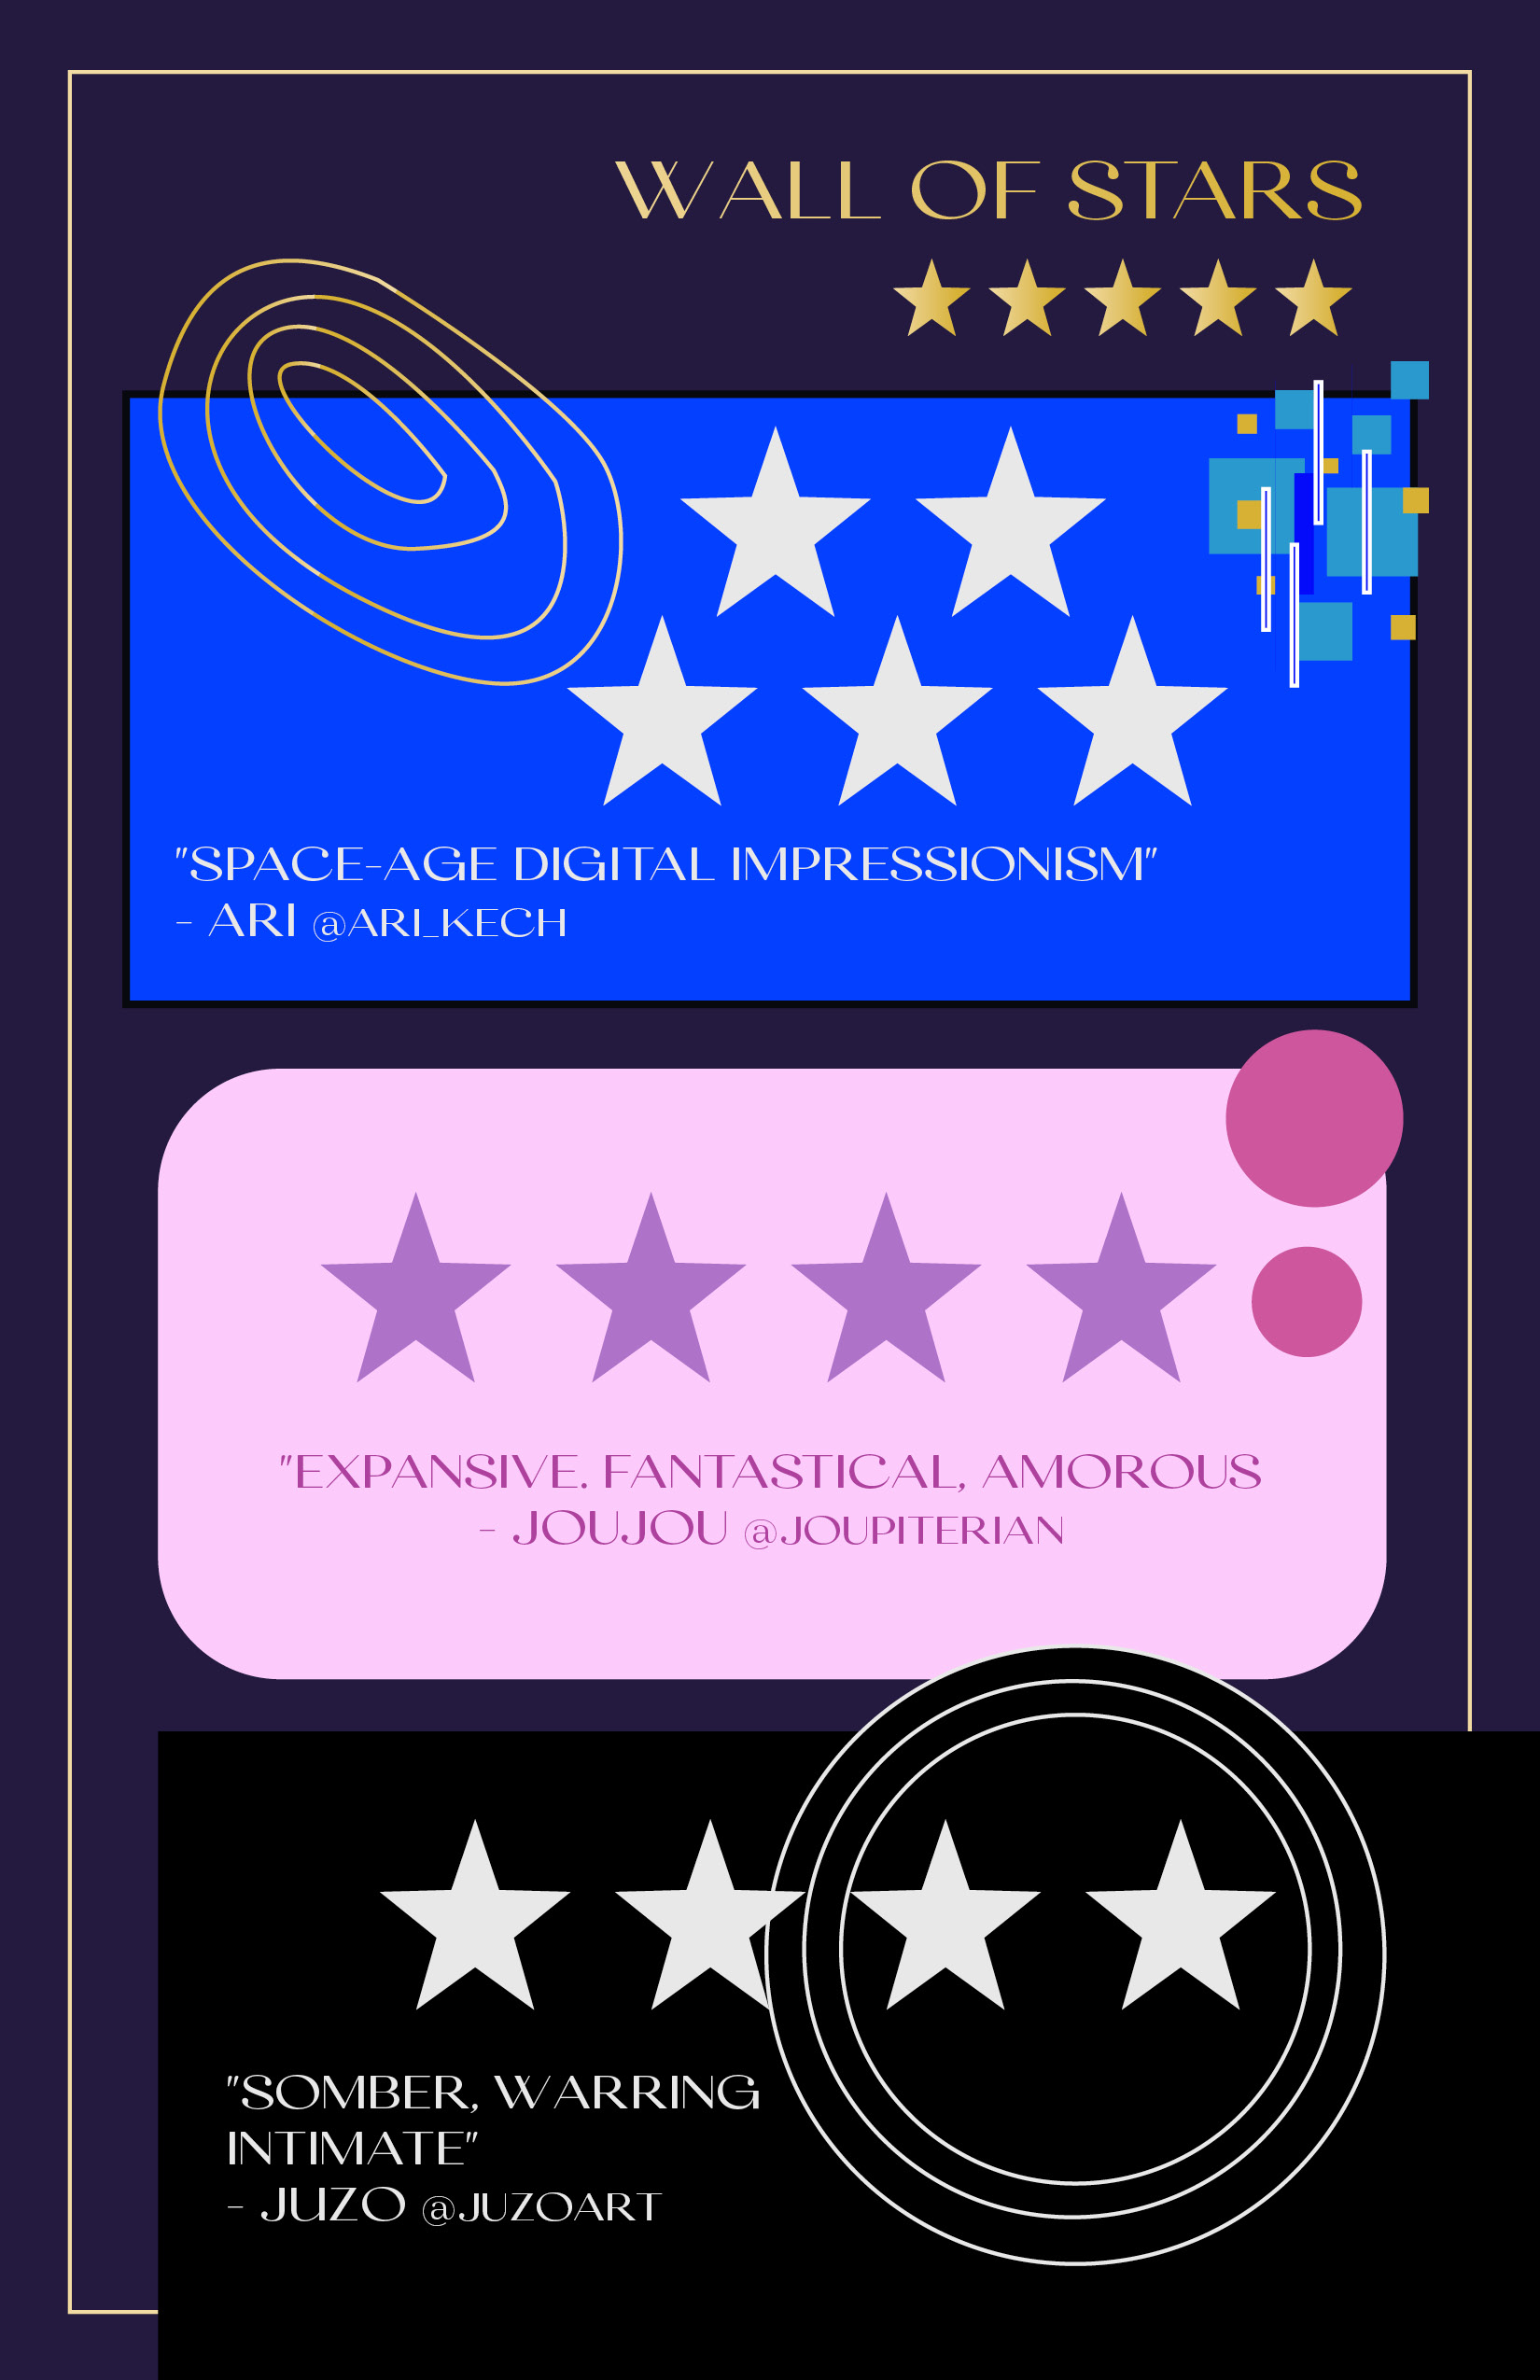 WALL OF STARS
"SPACE-AGE DIGITAL IMPRESSIONISM"
- ARI @ARI_KECH
"EXPANSIVE. FANTASTICAL, AMOROUS
- JOUJOU @JOUPITERIAN
"SOMBER, WARRING
INTIMATE"
- JUZO @JUZOART